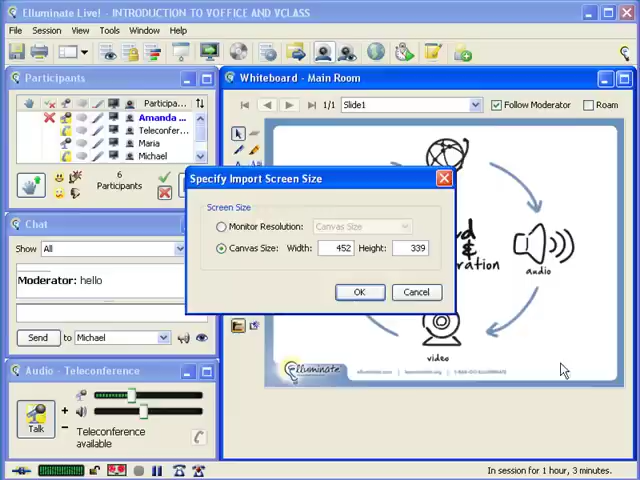 Elluminate Live! - INTRODUCTION TO VOFFICE AND VCLASS
File Session View Tools Window Help
Participants
Participa...
Amanda ...
Teleconfer...
Maria
Michael
6
Participants
Chat
Show All
Moderator: hello
Send to Michael
Audio - Teleconference
Talk
Teleconference
available
Whiteboard - Main Room
1/1 Slide1 Follow Moderator Roam
audio
video
Elluminate
Specify Import Screen Size
Screen Size
Monitor Resolution: Canvas Size
Canvas Size: Width: 452 Height: 339
OK Cancel
In session for 1 hour, 3 minutes.